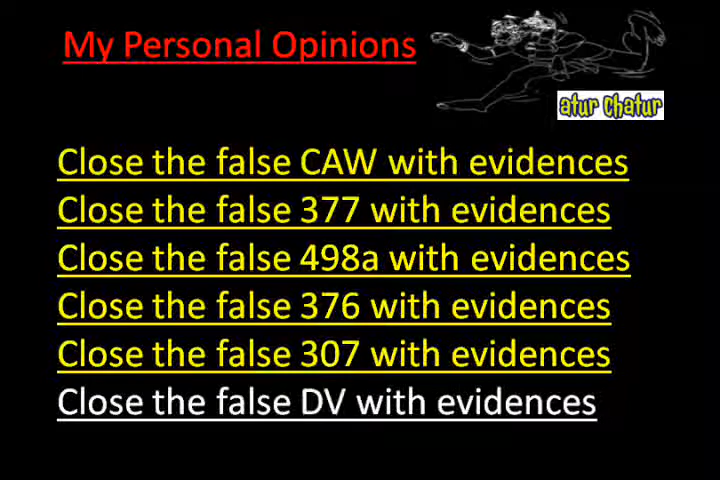 My Personal Opinions
atur chatur
Close the false CAW with evidences
Close the false 377 with evidences
Close the false 498a with evidences
Close the false 376 with evidences
Close the false 307 with evidences
Close the false DV with evidences